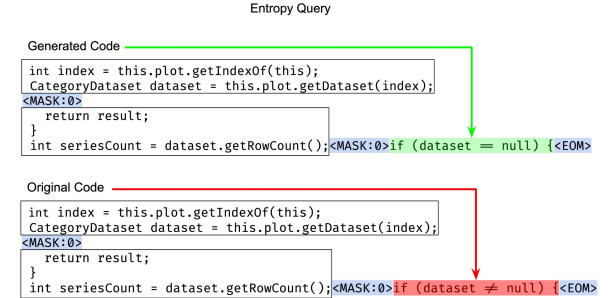 Entropy Query
Generated Code
int index = this.plot.getIndexOf(this);
CategoryDataset dataset = this.plot.getDataset(index);
<MASK:0>
return result;
}
int seriesCount = dataset.getRowCount();<MASK:0>if (dataset == null) {<EOM>
Original Code
int index = this.plot.getIndexOf(this);
CategoryDataset dataset = this.plot.getDataset(index);
<MASK:0>
return result;
}
int seriesCount = dataset.getRowCount();<MASK:0>if (dataset ≠ null) {<EOM>